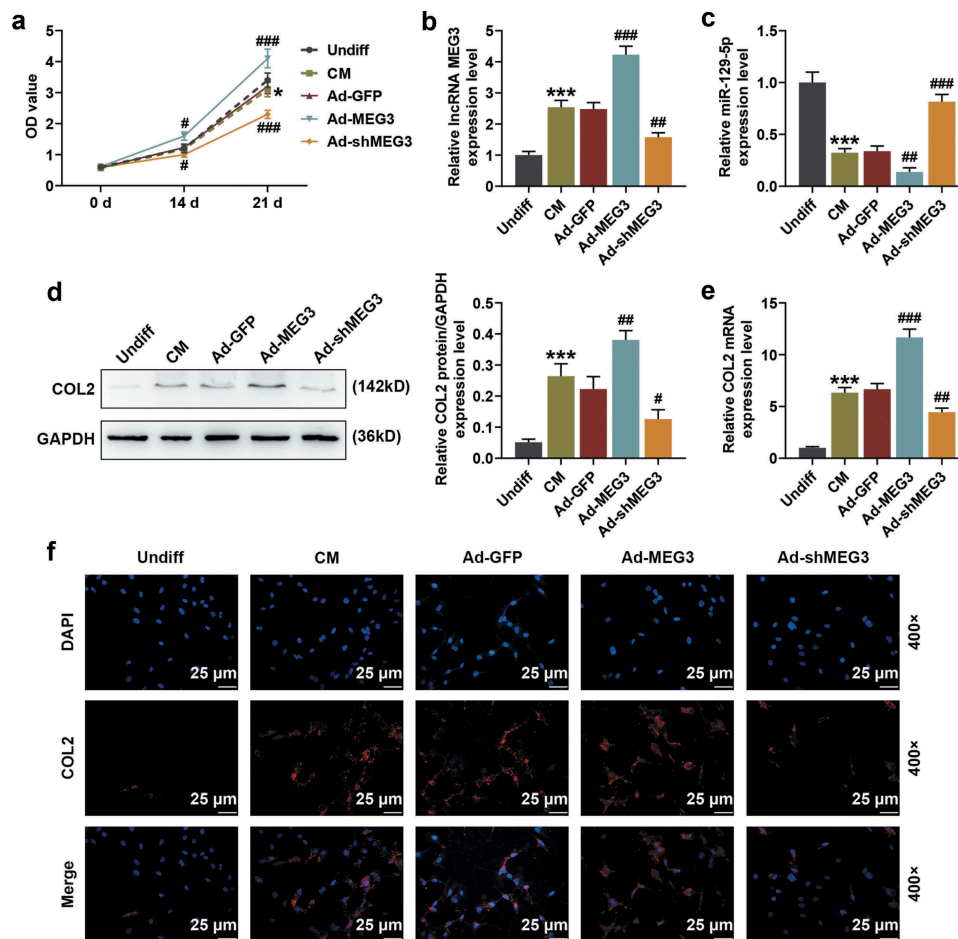 a
OD value
5
4
3
2
1
0
0 d
14 d
21 d
#
#
###
*
###
Undiff
CM
Ad-GFP
Ad-MEG3
Ad-shMEG3
b
Relative lncRNA MEG3
expression level
5
4
3
2
1
0
***
###
##
Undiff
CM
Ad-GFP
Ad-MEG3
Ad-shMEG3
c
Relative miR-129-5p
expression level
1.5
1.0
0.5
0.0
***
##
###
Undiff
CM
Ad-GFP
Ad-MEG3
Ad-shMEG3
d
Undiff
CM
Ad-GFP
Ad-MEG3
Ad-shMEG3
COL2
(142kD)
GAPDH
(36kD)
Relative COL2 protein/GAPDH
expression level
0.5
0.4
0.3
0.2
0.1
0.0
***
##
#
Undiff
CM
Ad-GFP
Ad-MEG3
Ad-shMEG3
e
Relative COL2 mRNA
expression level
15
10
5
0
***
###
##
Undiff
CM
Ad-GFP
Ad-MEG3
Ad-shMEG3
f
Undiff CM Ad-GFP Ad-MEG3 Ad-shMEG3
DAPI
25 µm 25 µm 25 µm 25 µm 25 µm
400×
COL2
25 µm 25 µm 25 µm 25 µm 25 µm
400×
Merge
25 µm 25 µm 25 µm 25 µm 25 µm
400×